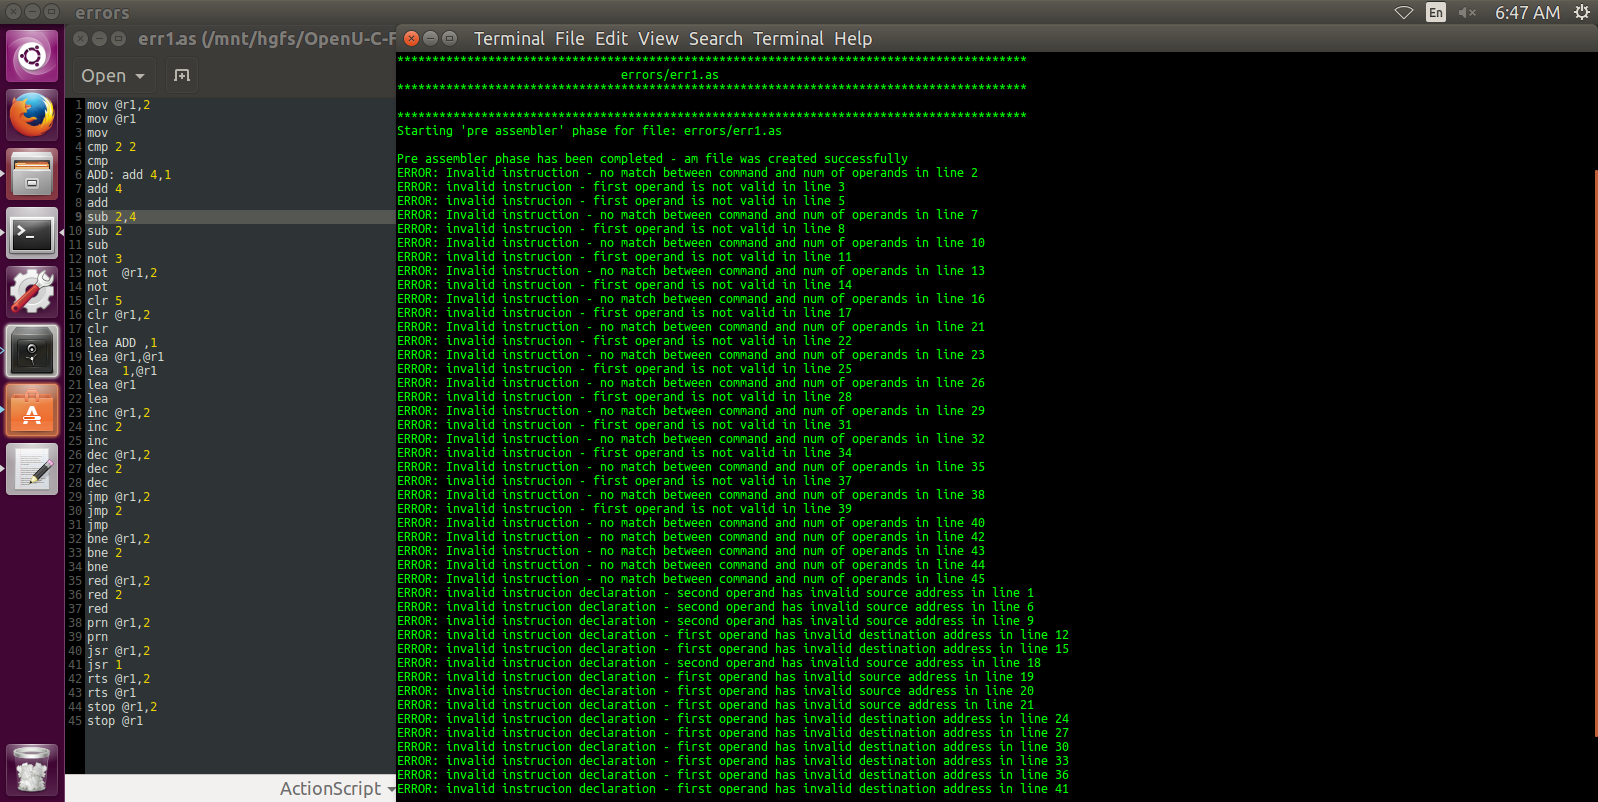 errors
En
6:47 AM
err1.as (/mnt/hgfs/OpenU-C-F
Open
1 mov @r1,2
2 mov @r1
3 mov
4 cmp 2 2
5 cmp
6 ADD: add 4,1
7 add 4
8 add
9 sub 2,4
10 sub 2
11 sub
12 not 3
13 not  @r1,2
14 not
15 clr 5
16 clr @r1,2
17 clr
18 lea ADD ,1
19 lea @r1,@r1
20 lea  1,@r1
21 lea @r1
22 lea
23 inc @r1,2
24 inc 2
25 inc
26 dec @r1,2
27 dec 2
28 dec
29 jmp @r1,2
30 jmp 2
31 jmp
32 bne @r1,2
33 bne 2
34 bne
35 red @r1,2
36 red 2
37 red
38 prn @r1,2
39 prn
40 jsr @r1,2
41 jsr 1
42 rts @r1,2
43 rts @r1
44 stop @r1,2
45 stop @r1
ActionScript
Terminal File Edit View Search Terminal Help
******************************************************************************************
errors/err1.as
******************************************************************************************
******************************************************************************************
Starting 'pre assembler' phase for file: errors/err1.as
Pre assembler phase has been completed - am file was created successfully
ERROR: Invalid instruction - no match between command and num of operands in line 2
ERROR: invalid instrucion - first operand is not valid in line 3
ERROR: invalid instrucion - first operand is not valid in line 5
ERROR: Invalid instruction - no match between command and num of operands in line 7
ERROR: invalid instrucion - first operand is not valid in line 8
ERROR: Invalid instruction - no match between command and num of operands in line 10
ERROR: invalid instrucion - first operand is not valid in line 11
ERROR: Invalid instruction - no match between command and num of operands in line 13
ERROR: invalid instrucion - first operand is not valid in line 14
ERROR: Invalid instruction - no match between command and num of operands in line 16
ERROR: invalid instrucion - first operand is not valid in line 17
ERROR: Invalid instruction - no match between command and num of operands in line 21
ERROR: invalid instrucion - first operand is not valid in line 22
ERROR: Invalid instruction - no match between command and num of operands in line 23
ERROR: invalid instrucion - first operand is not valid in line 25
ERROR: Invalid instruction - no match between command and num of operands in line 26
ERROR: invalid instrucion - first operand is not valid in line 28
ERROR: Invalid instruction - no match between command and num of operands in line 29
ERROR: invalid instrucion - first operand is not valid in line 31
ERROR: Invalid instruction - no match between command and num of operands in line 32
ERROR: invalid instrucion - first operand is not valid in line 34
ERROR: Invalid instruction - no match between command and num of operands in line 35
ERROR: invalid instrucion - first operand is not valid in line 37
ERROR: Invalid instruction - no match between command and num of operands in line 38
ERROR: invalid instrucion - first operand is not valid in line 39
ERROR: Invalid instruction - no match between command and num of operands in line 40
ERROR: Invalid instruction - no match between command and num of operands in line 42
ERROR: Invalid instruction - no match between command and num of operands in line 43
ERROR: Invalid instruction - no match between command and num of operands in line 44
ERROR: Invalid instruction - no match between command and num of operands in line 45
ERROR: invalid instrucion declaration - second operand has invalid source address in line 1
ERROR: invalid instrucion declaration - second operand has invalid source address in line 6
ERROR: invalid instrucion declaration - second operand has invalid source address in line 9
ERROR: invalid instrucion declaration - first operand has invalid destination address in line 12
ERROR: invalid instrucion declaration - first operand has invalid destination address in line 15
ERROR: invalid instrucion declaration - second operand has invalid source address in line 18
ERROR: invalid instrucion declaration - first operand has invalid source address in line 19
ERROR: invalid instrucion declaration - first operand has invalid source address in line 20
ERROR: invalid instrucion declaration - first operand has invalid source address in line 21
ERROR: invalid instrucion declaration - first operand has invalid destination address in line 24
ERROR: invalid instrucion declaration - first operand has invalid destination address in line 27
ERROR: invalid instrucion declaration - first operand has invalid destination address in line 30
ERROR: invalid instrucion declaration - first operand has invalid destination address in line 33
ERROR: invalid instrucion declaration - first operand has invalid destination address in line 36
ERROR: invalid instrucion declaration - first operand has invalid destination address in line 41